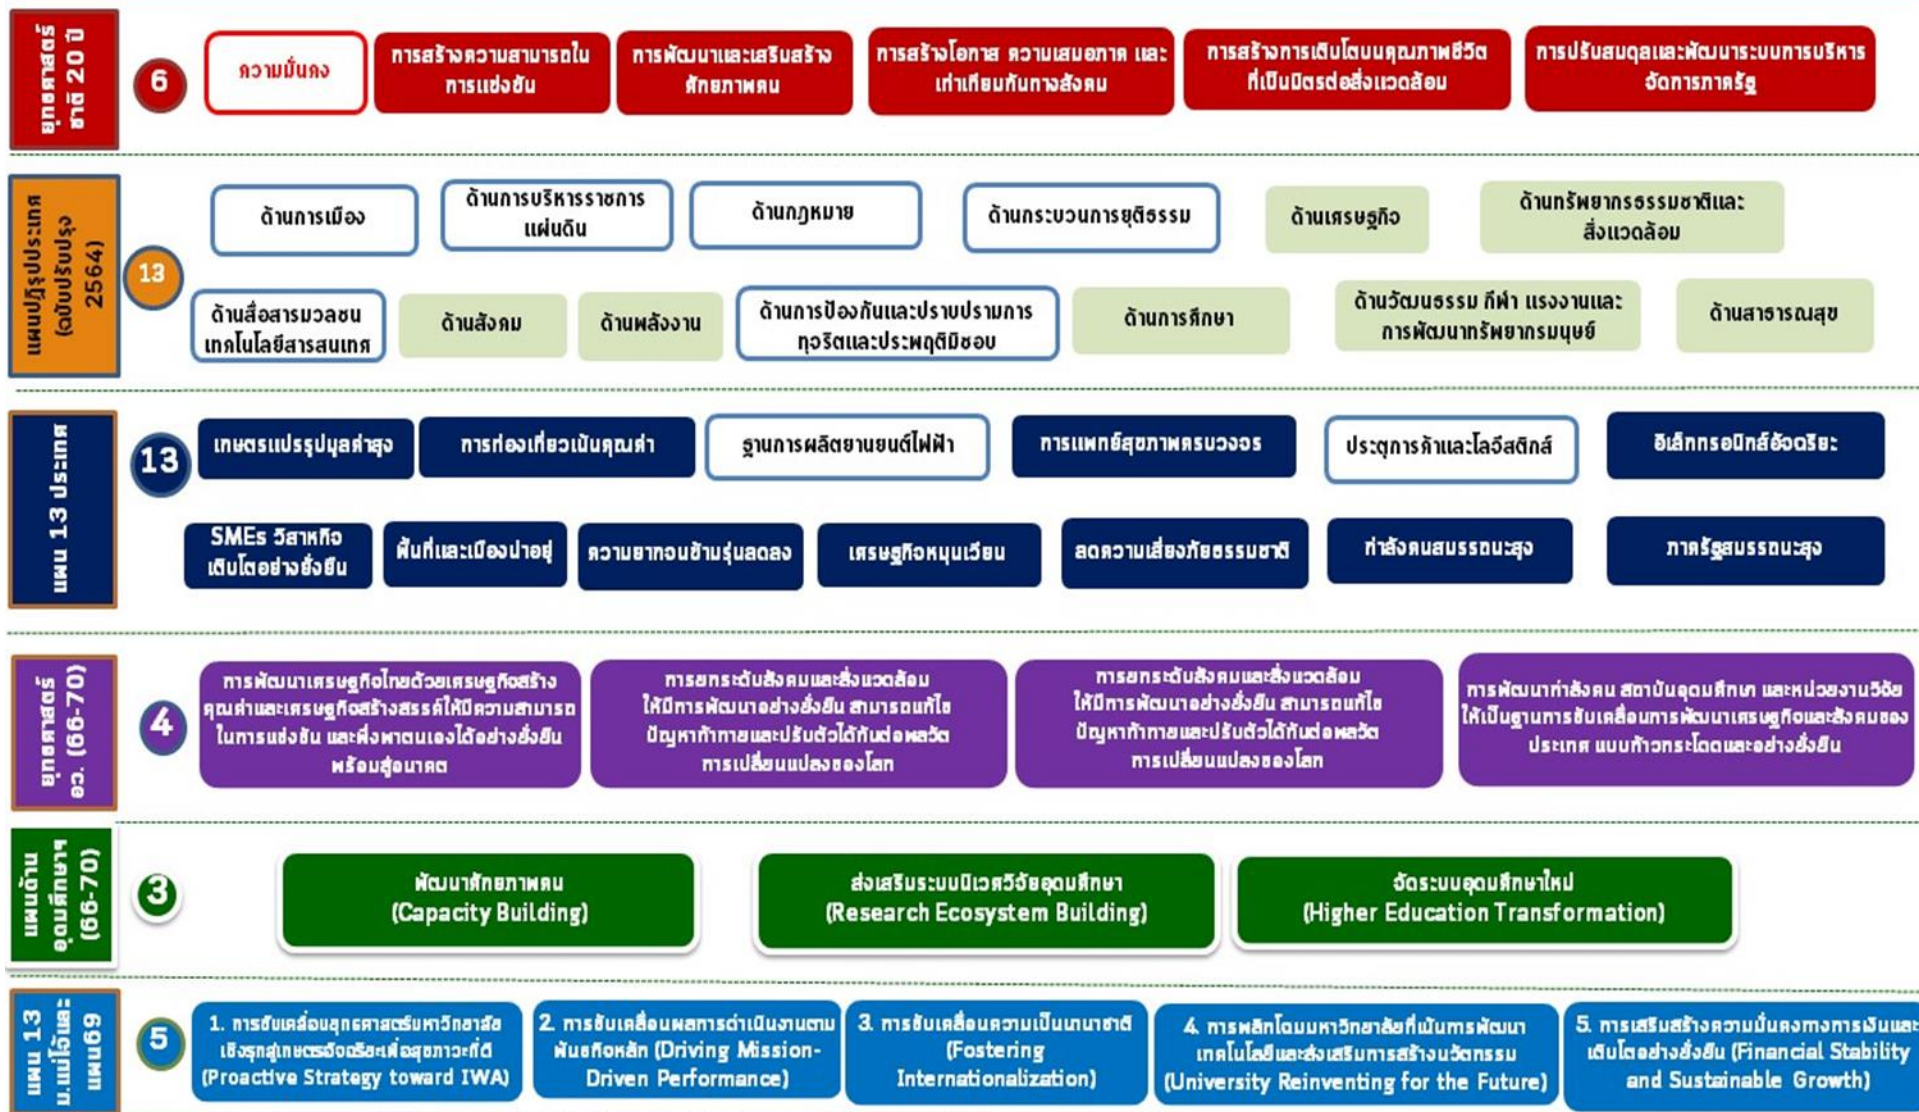 ยุทธศาสตร์
ชาติ 20 ปี
6
ความมั่นคง
การสร้างความสามารถใน
การแข่งขัน
การพัฒนาและเสริมสร้าง
ศักยภาพคน
การสร้างโอกาส ความเสมอภาค และ
เท่าเทียมกันทางสังคม
การสร้างการเติบโตบนคุณภาพชีวิต
ที่เป็นมิตรต่อสิ่งแวดล้อม
การปรับสมดุลและพัฒนาระบบการบริหาร
จัดการภาครัฐ
แผนปฏิรูปประเทศ
(ฉบับปรับปรุง
2564)
13
ด้านการเมือง
ด้านการบริหารราชการ
แผ่นดิน
ด้านกฎหมาย
ด้านกระบวนการยุติธรรม
ด้านเศรษฐกิจ
ด้านทรัพยากรธรรมชาติและ
สิ่งแวดล้อม
ด้านสื่อสารมวลชน
เทคโนโลยีสารสนเทศ
ด้านสังคม
ด้านพลังงาน
ด้านการป้องกันและปราบปรามการ
ทุจริตและประพฤติมิชอบ
ด้านการศึกษา
ด้านวัฒนธรรม กีฬา แรงงานและ
การพัฒนาทรัพยากรมนุษย์
ด้านสาธารณสุข
แผน 13 ประเทศ
13
เกษตรแปรรูปมูลค่าสูง
การท่องเที่ยวเน้นคุณค่า
ฐานการผลิตยานยนต์ไฟฟ้า
การแพทย์สุขภาพครบวงจร
ประตูการค้าและโลจีสติกส์
อิเล็กทรอนิกส์อัจฉริยะ
SMEs วิสาหกิจ
เติบโตอย่างยั่งยืน
พื้นที่และเมืองน่าอยู่
ความยากจนข้ามรุ่นลดลง
เศรษฐกิจหมุนเวียน
ลดความเสี่ยงภัยธรรมชาติ
กำลังคนสมรรถนะสูง
ภาครัฐสมรรถนะสูง
ยุทธศาสตร์
อว. (66-70)
4
การพัฒนาเศรษฐกิจไทยด้วยเศรษฐกิจสร้าง
คุณค่าและเศรษฐกิจสร้างสรรค์ให้มีความสามารถ
ในการแข่งขัน และพึ่งพาตนเองได้อย่างยั่งยืน
พร้อมสู่อนาคต
การยกระดับสังคมและสิ่งแวดล้อม
ให้มีการพัฒนาอย่างยั่งยืน สามารถแก้ไข
ปัญหาท้าทายและปรับตัวได้ทันต่อพลวัต
การเปลี่ยนแปลงของโลก
การยกระดับสังคมและสิ่งแวดล้อม
ให้มีการพัฒนาอย่างยั่งยืน สามารถแก้ไข
ปัญหาท้าทายและปรับตัวได้ทันต่อพลวัต
การเปลี่ยนแปลงของโลก
การพัฒนากำลังคน สถาบันอุดมศึกษา และหน่วยงานวิจัย
ให้เป็นฐานการขับเคลื่อนการพัฒนาเศรษฐกิจและสังคมของ
ประเทศ แบบก้าวกระโดดและอย่างยั่งยืน
แผนด้าน
อุดมศึกษาฯ
(66-70)
3
พัฒนาศักยภาพคน
(Capacity Building)
ส่งเสริมระบบนิเวศวิจัยอุดมศึกษา
(Research Ecosystem Building)
จัดระบบอุดมศึกษาใหม่
(Higher Education Transformation)
แผน 13
ม.แม่โจ้และ
แผน69
5
1. การขับเคลื่อนยุทธศาสตร์มหาวิทยาลัย
เชิงรุกสู่เกษตรอัจฉริยะเพื่อสุขภาวะที่ดี
(Proactive Strategy toward IWA)
2. การขับเคลื่อนผลการดำเนินงานตาม
พันธกิจหลัก (Driving Mission-
Driven Performance)
3. การขับเคลื่อนความเป็นนานาชาติ
(Fostering
Internationalization)
4. การพลิกโฉมมหาวิทยาลัยที่เน้นการพัฒนา
เทคโนโลยีและส่งเสริมการสร้างนวัตกรรม
(University Reinventing for the Future)
5. การเสริมสร้างความมั่นคงทางการเงินและ
เติบโตอย่างยั่งยืน (Financial Stability
and Sustainable Growth)